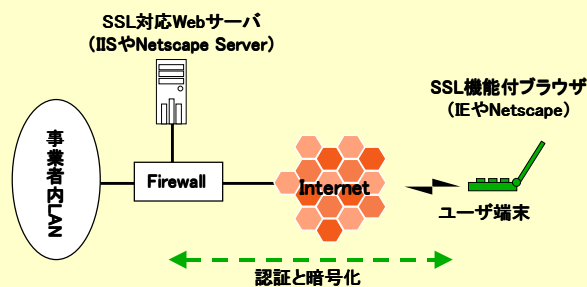 SSL対応Webサーバ
（IISやNetscape Server）
SSL機能付ブラウザ
（IEやNetscape）
事業者内LAN
Firewall
Internet
ユーザ端末
認証と暗号化